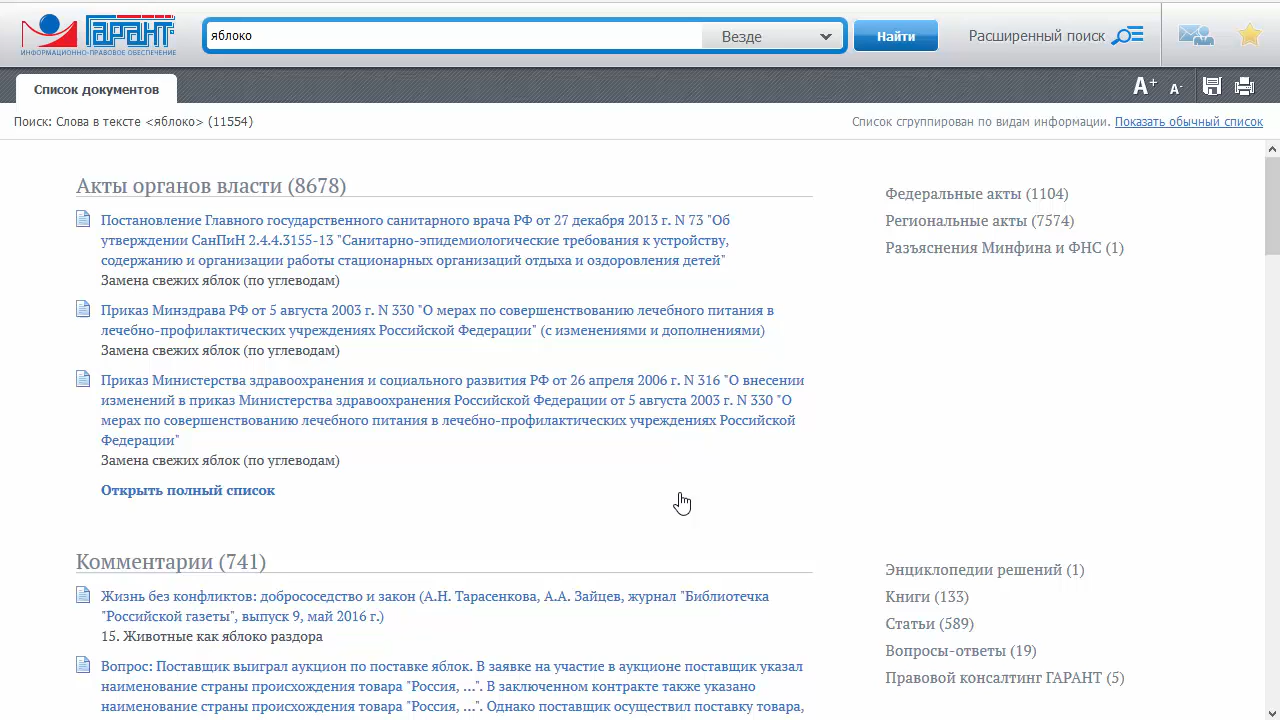 ГАРАНТ
ИНФОРМАЦИОННО-ПРАВОВОЕ ОБЕСПЕЧЕНИЕ
яблоко
Везде
Найти
Расширенный поиск
Список документов
A+ A-
Поиск: Слова в тексте <яблоко> (11554)
Список сгруппирован по видам информации. Показать обычный список
Акты органов власти (8678)
Постановление Главного государственного санитарного врача РФ от 27 декабря 2013 г. N 73 "Об
утверждении СанПиН 2.4.4.3155-13 "Санитарно-эпидемиологические требования к устройству,
содержанию и организации работы стационарных организаций отдыха и оздоровления детей"
Замена свежих яблок (по углеводам)
Приказ Минздрава РФ от 5 августа 2003 г. N 330 "О мерах по совершенствованию лечебного питания в
лечебно-профилактических учреждениях Российской Федерации" (с изменениями и дополнениями)
Замена свежих яблок (по углеводам)
Приказ Министерства здравоохранения и социального развития РФ от 26 апреля 2006 г. N 316 "О внесении
изменений в приказ Министерства здравоохранения Российской Федерации от 5 августа 2003 г. N 330 "О
мерах по совершенствованию лечебного питания в лечебно-профилактических учреждениях Российской
Федерации"
Замена свежих яблок (по углеводам)
Открыть полный список
Федеральные акты (1104)
Региональные акты (7574)
Разъяснения Минфина и ФНС (1)
Комментарии (741)
Жизнь без конфликтов: добрососедство и закон (А.Н. Тарасенкова, А.А. Зайцев, журнал "Библиотечка
"Российской газеты", выпуск 9, май 2016 г.)
15. Животные как яблоко раздора
Вопрос: Поставщик выиграл аукцион по поставке яблок. В заявке на участие в аукционе поставщик указал
наименование страны происхождения товара "Россия, ...". В заключенном контракте также указано
наименование страны происхождения товара "Россия, ...". Однако поставщик осуществил поставку товара,
Энциклопедии решений (1)
Книги (133)
Статьи (589)
Вопросы-ответы (19)
Правовой консалтинг ГАРАНТ (5)